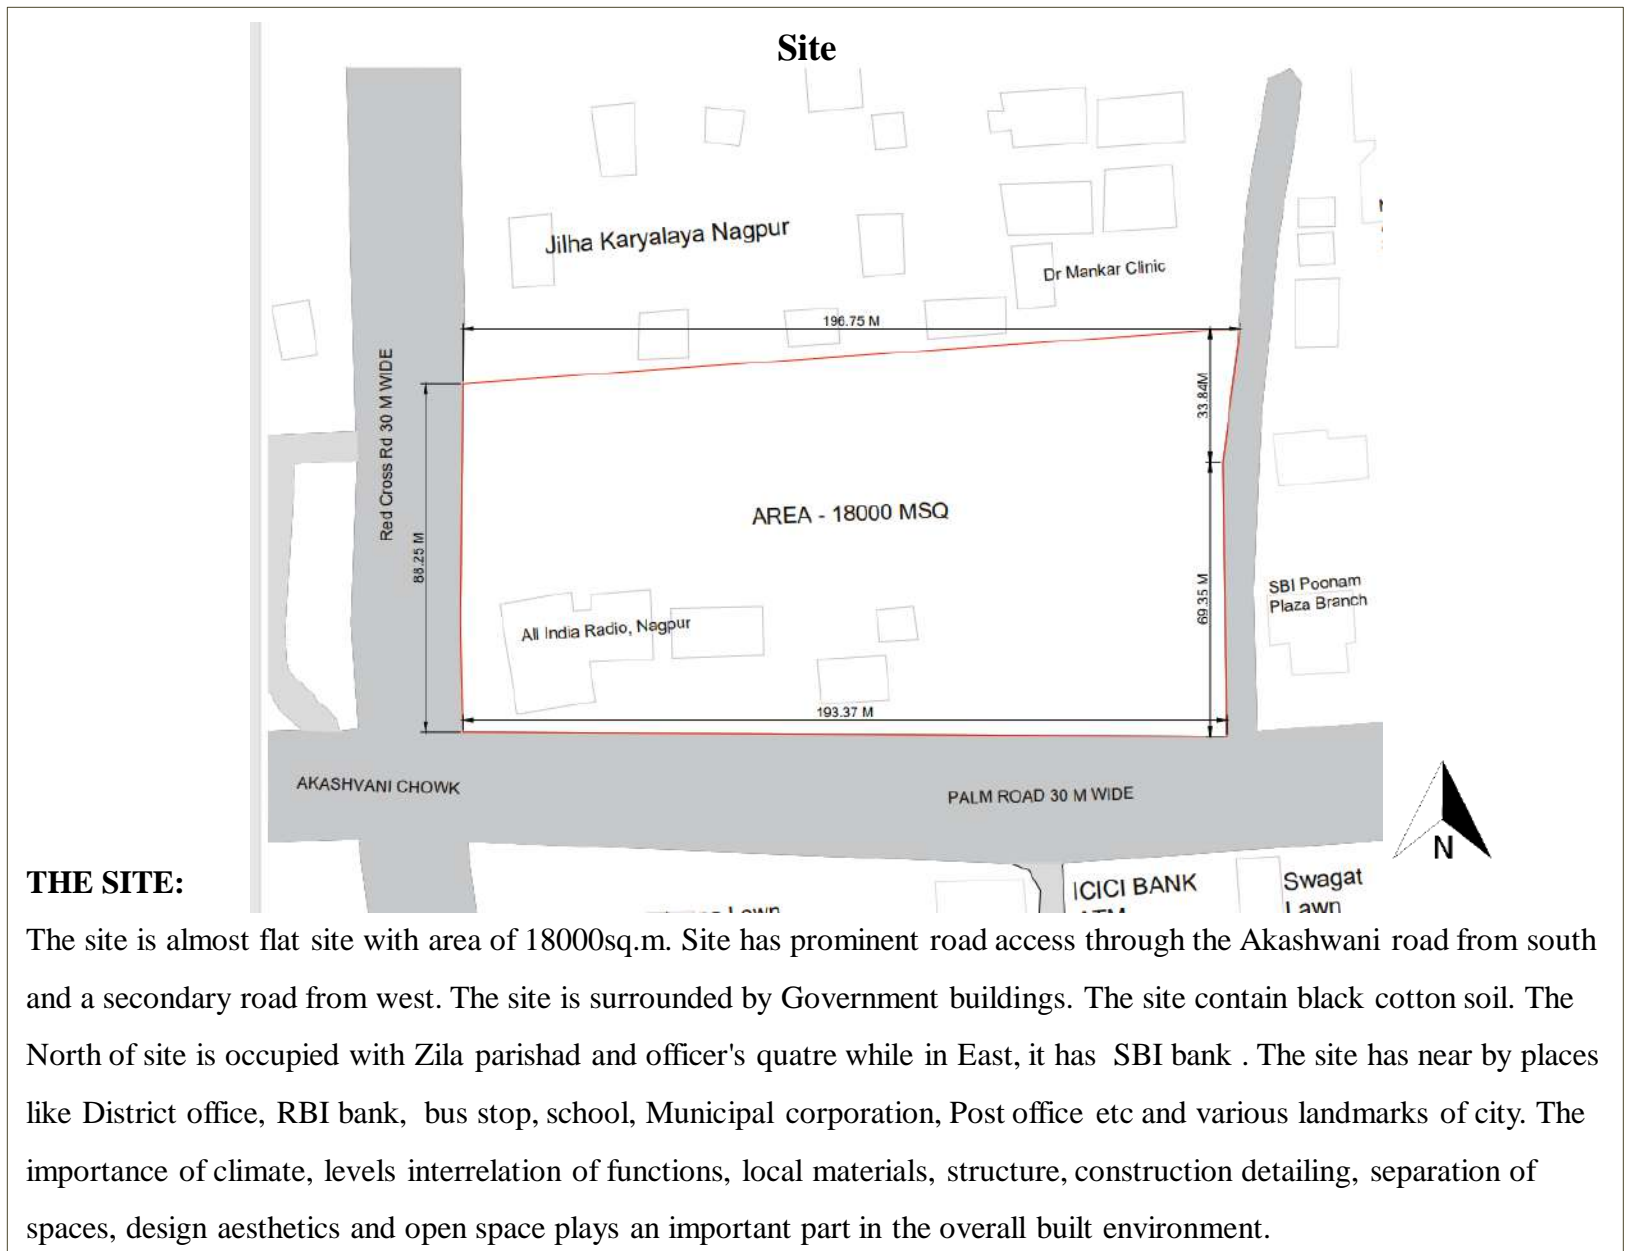 Site
Jilha Karyalaya Nagpur
Dr Mankar Clinic
196.75 M
Red Cross Rd 30 M WIDE
33.84M
AREA - 18000 MSQ
88.25 M
69.35 M
SBI Poonam
Plaza Branch
All India Radio, Nagpur
193.37 M
AKASHVANI CHOWK
PALM ROAD 30 M WIDE
N
ICICI BANK
ATM
Swagat
Lawn
Lawn
THE SITE:
The site is almost flat site with area of 18000sq.m. Site has prominent road access through the Akashwani road from south
and a secondary road from west. The site is surrounded by Government buildings. The site contain black cotton soil. The
North of site is occupied with Zila parishad and officer's quatre while in East, it has SBI bank . The site has near by places
like District office, RBI bank, bus stop, school, Municipal corporation, Post office etc and various landmarks of city. The
importance of climate, levels interrelation of functions, local materials, structure, construction detailing, separation of
spaces, design aesthetics and open space plays an important part in the overall built environment.